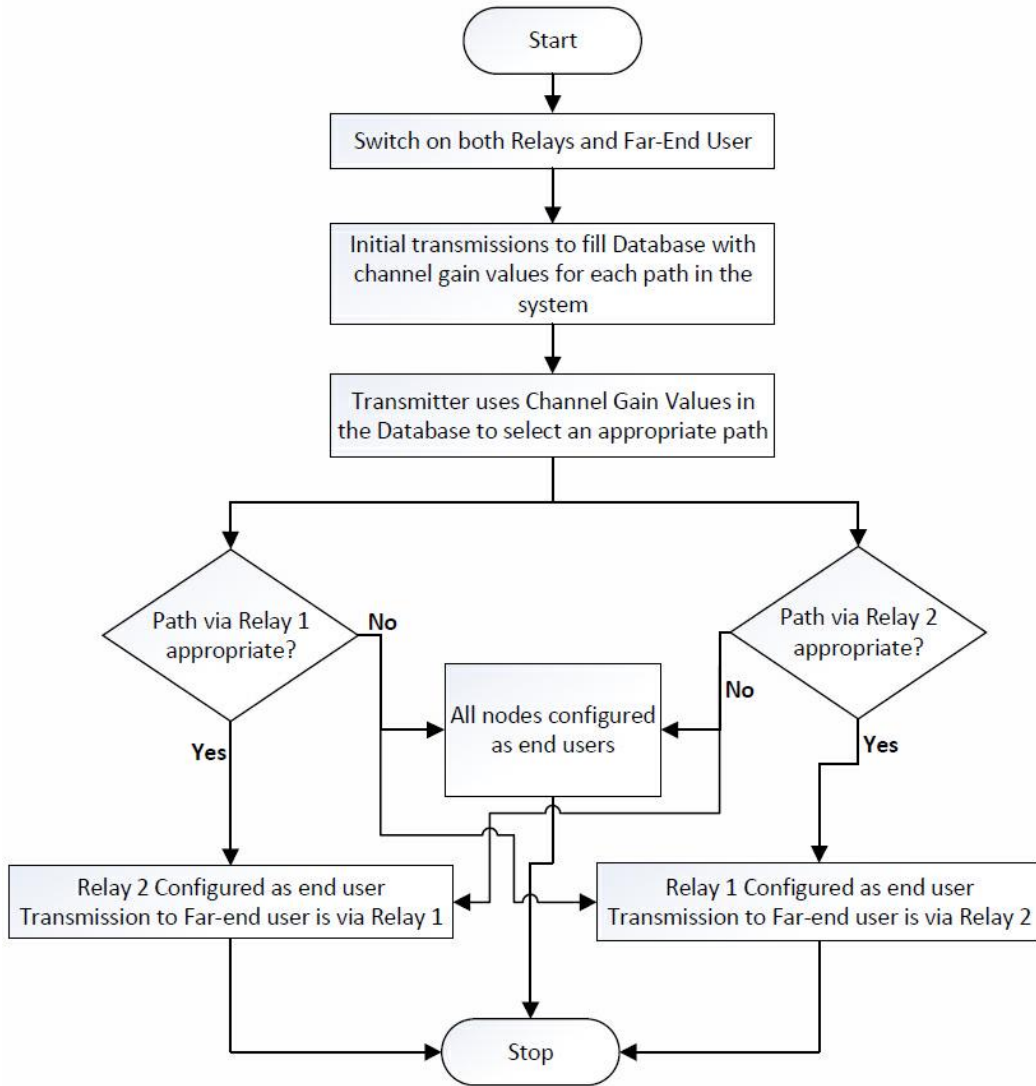 Start
Switch on both Relays and Far-End User
Initial transmissions to fill Database with
channel gain values for each path in the
system
Transmitter uses Channel Gain Values in
the Database to select an appropriate path
Path via Relay 1
appropriate?
No
Path via Relay 2
appropriate?
No
All nodes configured
as end users
Yes
Yes
Relay 2 Configured as end user
Transmission to Far-end user is via Relay 1
Relay 1 Configured as end user
Transmission to Far-end user is via Relay 2
Stop